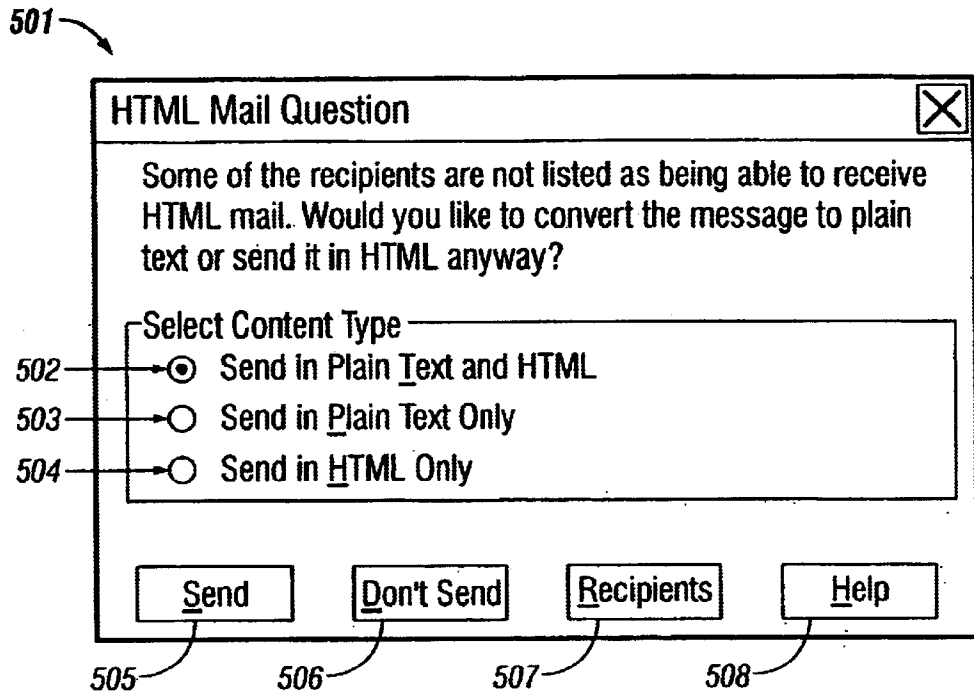 501
HTML Mail Question
Some of the recipients are not listed as being able to receive
HTML mail. Would you like to convert the message to plain
text or send it in HTML anyway?
Select Content Type
502 Send in Plain Text and HTML
503 Send in Plain Text Only
504 Send in HTML Only
Send Don't Send Recipients Help
505 506 507 508